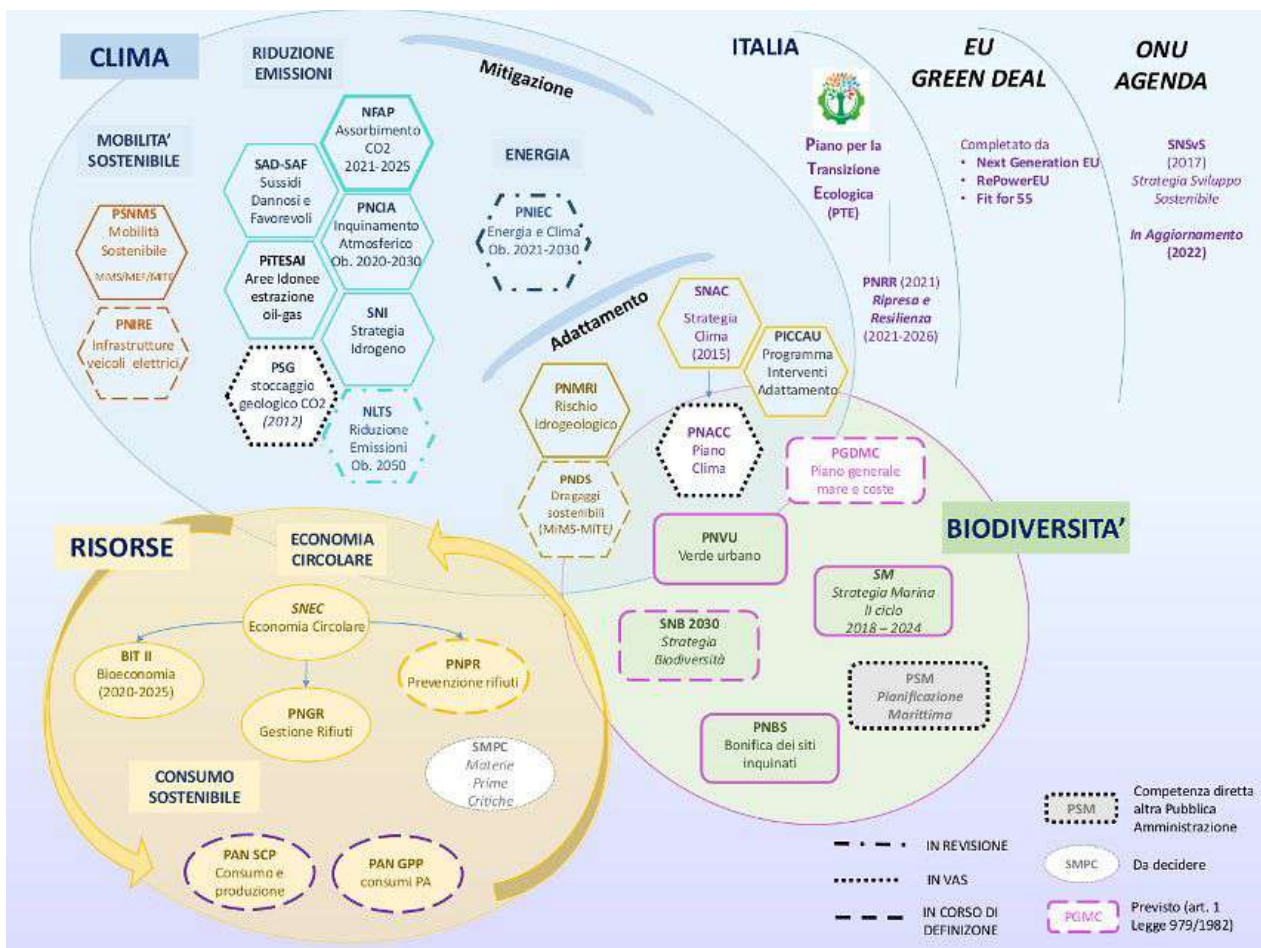 CLIMA
RIDUZIONE
EMISSIONI
Mitigazione
ITALIA
EU
GREEN DEAL
ONU
AGENDA
MOBILITA’
SOSTENIBILE
PSNMS
Mobilità
Sostenibile
MiMS/MEF/MITE
PNIRE
Infrastrutture
veicoli elettrici
NFAP
Assorbimento
CO2
2021-2025
SAD-SAF
Sussidi
Dannosi e
Favorevoli
PNCIA
Inquinamento
Atmosferico
Ob. 2020-2030
PiTESAI
Aree Idonee
estrazione
oil-gas
SNI
Strategia
Idrogeno
PSG
stoccaggio
geologico CO2
(2012)
NLTS
Riduzione
Emissioni
Ob. 2050
ENERGIA
PNIEC
Energia e Clima
Ob. 2021-2030
Piano per la
Transizione
Ecologica
(PTE)
PNRR (2021)
Ripresa e
Resilienza
(2021-2026)
Completato da
• Next Generation EU
• RePowerEU
• Fit for 55
SNSvS
(2017)
Strategia Sviluppo
Sostenibile
In Aggiornamento
(2022)
Adattamento
SNAC
Strategia
Clima
(2015)
PICCAU
Programma
Interventi
Adattamento
PNMRI
Rischio
idrogeologico
PNACC
Piano
Clima
PNDS
Dragaggi
sostenibili
(MiMS-MiTE)
PGDMC
Piano generale
mare e coste
BIODIVERSITA’
PNVU
Verde urbano
SM
Strategia Marina
II ciclo
2018 – 2024
SNB 2030
Strategia
Biodiversità
PSM
Pianificazione
Marittima
PNBS
Bonifica dei siti
inquinati
RISORSE
ECONOMIA
CIRCOLARE
SNEC
Economia Circolare
BIT II
Bioeconomia
(2020-2025)
PNGR
Gestione Rifiuti
PNPR
Prevenzione rifiuti
SMPC
Materie
Prime
Critiche
CONSUMO
SOSTENIBILE
PAN SCP
Consumo e
produzione
PAN GPP
consumi PA
IN REVISIONE
IN VAS
IN CORSO DI
DEFINIZONE
PSM
Competenza diretta
altra Pubblica
Amministrazione
SMPC
Da decidere
PGMC
Previsto (art. 1
Legge 979/1982)